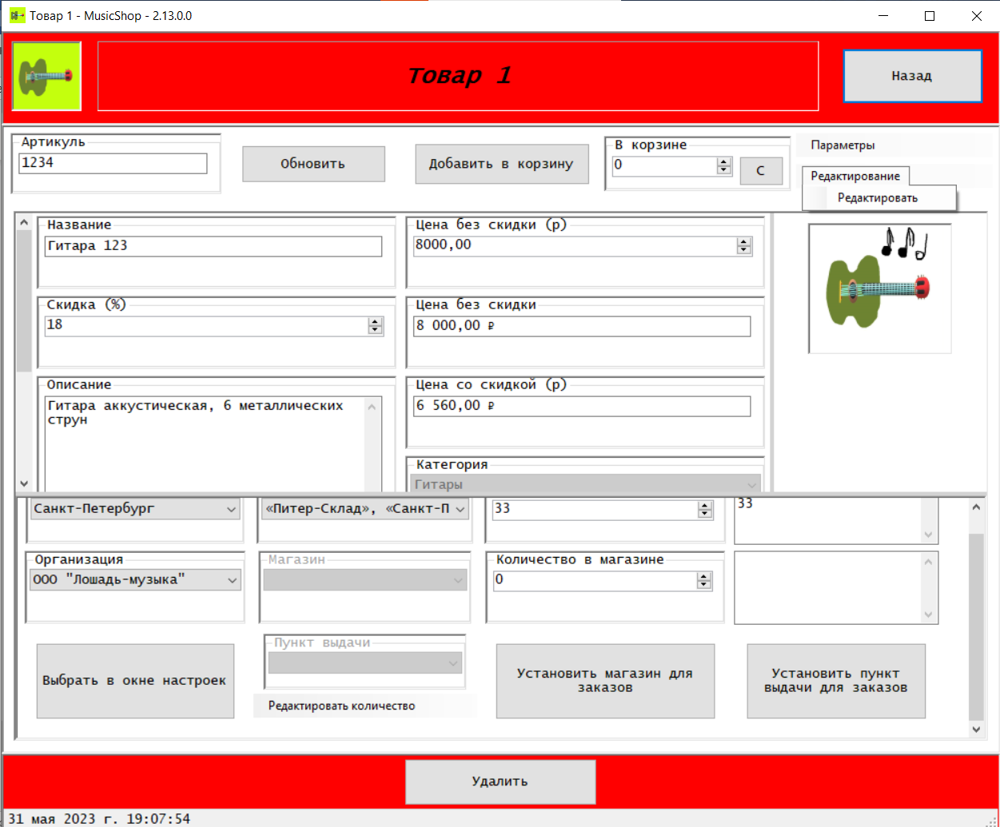 Товар 1 - MusicShop - 2.13.0.0
Товар 1
Назад
Артикуль
1234
Обновить
Добавить в корзину
В корзине
0
С
Параметры
Редактирование
Редактировать
Название
Гитара 123
Цена без скидки (р)
8000,00
Скидка (%)
18
Цена без скидки
8 000,00 ₽
Описание
Гитара аккустическая, 6 металлических
струн
Цена со скидкой (р)
6 560,00 ₽
Категория
Гитары
Санкт-Петербург
«Питер-Склад», «Санкт-П
33
33
Организация
ООО "Лошадь-музыка"
Магазин
Количество в магазине
0
Выбрать в окне настроек
Пункт выдачи
Редактировать количество
Установить магазин для
заказов
Установить пункт
выдачи для заказов
Удалить
31 мая 2023 г. 19:07:54